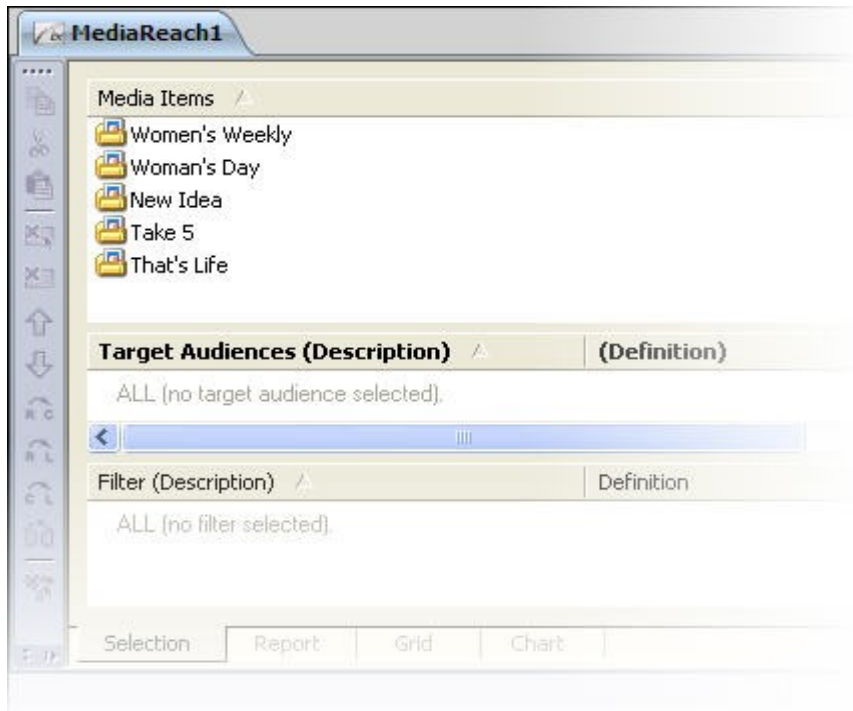 MediaReach1
Media Items
Women's Weekly
Woman's Day
New Idea
Take 5
That's Life
Target Audiences (Description) (Definition)
ALL (no target audience selected).
Filter (Description) Definition
ALL (no filter selected).
Selection Report Grid Chart